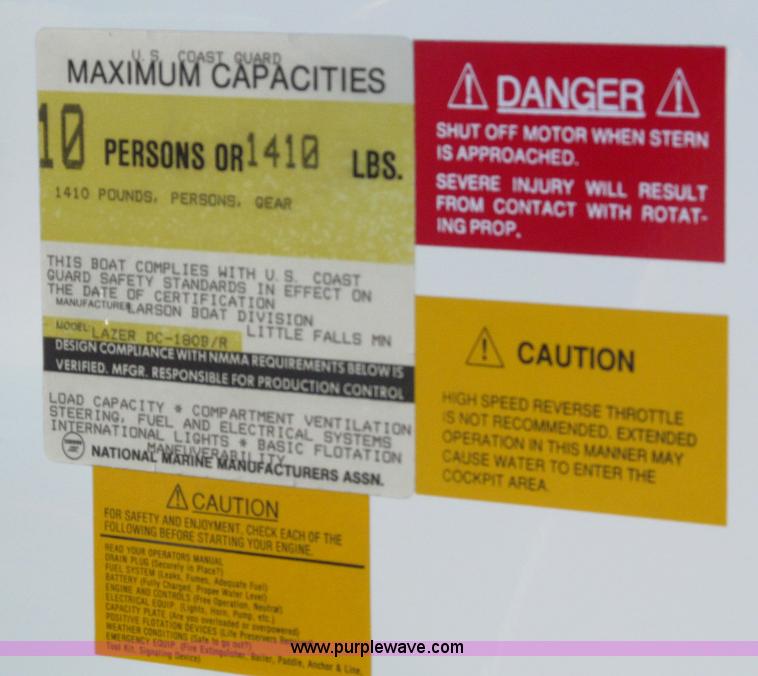 U.S. COAST GUARD
MAXIMUM CAPACITIES
10 PERSONS OR 1410 LBS.
1410 POUNDS, PERSONS, GEAR
THIS BOAT COMPLIES WITH U.S. COAST
GUARD SAFETY STANDARDS IN EFFECT ON
THE DATE OF CERTIFICATION
MANUFACTURER LARSON BOAT DIVISION
LITTLE FALLS MN
MODEL: LAZER DC-180B/R
DESIGN COMPLIANCE WITH NMMA REQUIREMENTS BELOW IS
VERIFIED. MFGR. RESPONSIBLE FOR PRODUCTION CONTROL
LOAD CAPACITY * COMPARTMENT VENTILATION
STEERING, FUEL AND ELECTRICAL SYSTEMS
INTERNATIONAL LIGHTS * BASIC FLOTATION
MANEUVERABILITY
NATIONAL MARINE MANUFACTURERS ASSN.
DANGER
SHUT OFF MOTOR WHEN STERN
IS APPROACHED.
SEVERE INJURY WILL RESULT
FROM CONTACT WITH ROTAT-
ING PROP.
CAUTION
HIGH SPEED REVERSE THROTTLE
IS NOT RECOMMENDED. EXTENDED
OPERATION IN THIS MANNER MAY
CAUSE WATER TO ENTER THE
COCKPIT AREA.
CAUTION
FOR SAFETY AND ENJOYMENT, CHECK EACH OF THE
FOLLOWING BEFORE STARTING YOUR ENGINE.
READ YOUR OPERATORS MANUAL
DRAIN PLUG (Securely in Place?)
FUEL SYSTEM (Leaks, Fumes, Adequate Fuel)
BATTERY (Fully Charged, Proper Water Level)
ENGINE AND CONTROLS (Free Operation, Neutral)
ELECTRICAL EQUIP. (Lights, Horn, Pump, etc.)
CAPACITY PLATE (Are you overloaded or overpowered)
POSITIVE FLOTATION DEVICES (Life Preservers
WEATHER CONDITIONS (Safe to go out?)
EMERGENCY EQUIP. (Fire Extinguisher, Bailer, Paddle, Anchor & Line,
Tool Kit, Signaling Device)
www.purplewave.com